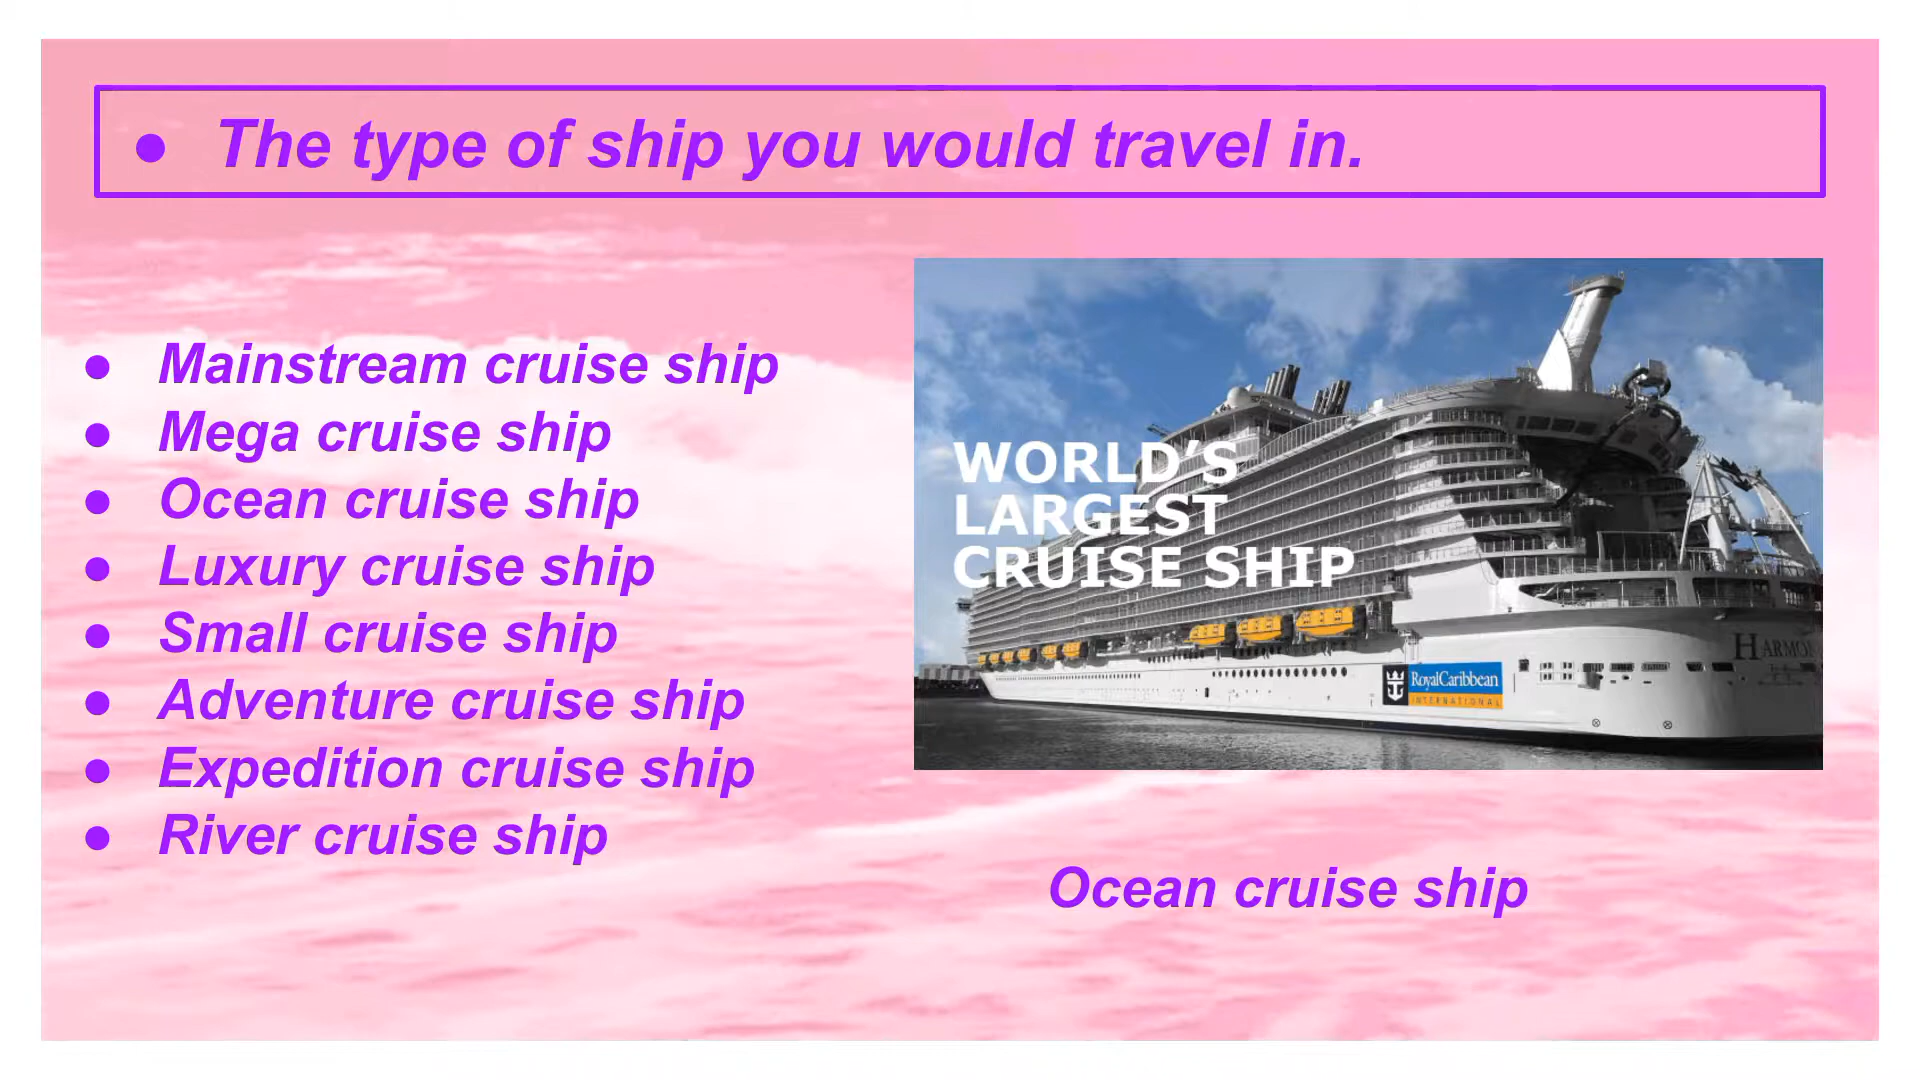 ● The type of ship you would travel in.
● Mainstream cruise ship
● Mega cruise ship
● Ocean cruise ship
● Luxury cruise ship
● Small cruise ship
● Adventure cruise ship
● Expedition cruise ship
● River cruise ship
WORLD'S
LARGEST
CRUISE SHIP
HARMON
RoyalCaribbean
INTERNATIONAL
Ocean cruise ship